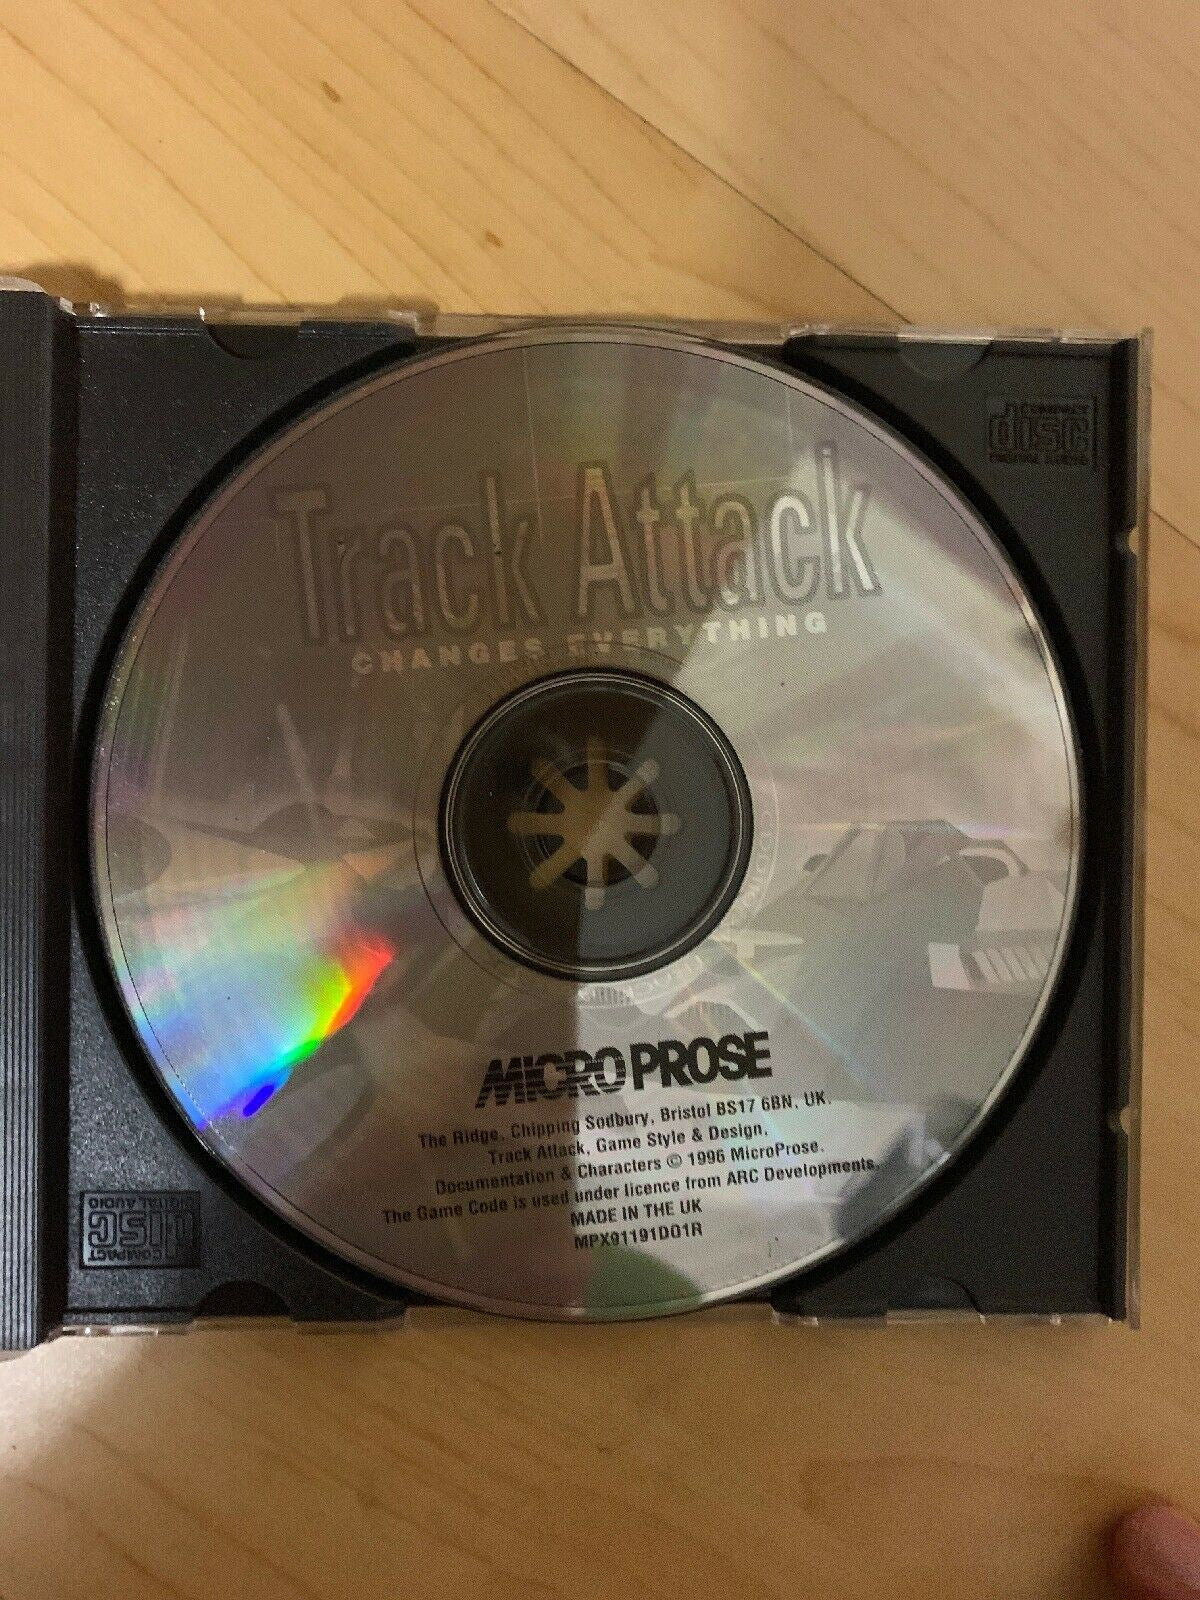 COMPACT
disc
DIGITAL AUDIO
Track Attack
CHANGES EVERYTHING
MICROPROSE
The Ridge, Chipping Sodbury, Bristol BS17 6BN, UK.
Track Attack, Game Style & Design,
Documentation & Characters © 1996 MicroProse.
The Game Code is used under licence from ARC Developments.
MADE IN THE UK
MPX91191D01R
COMPACT
disc
DIGITAL AUDIO